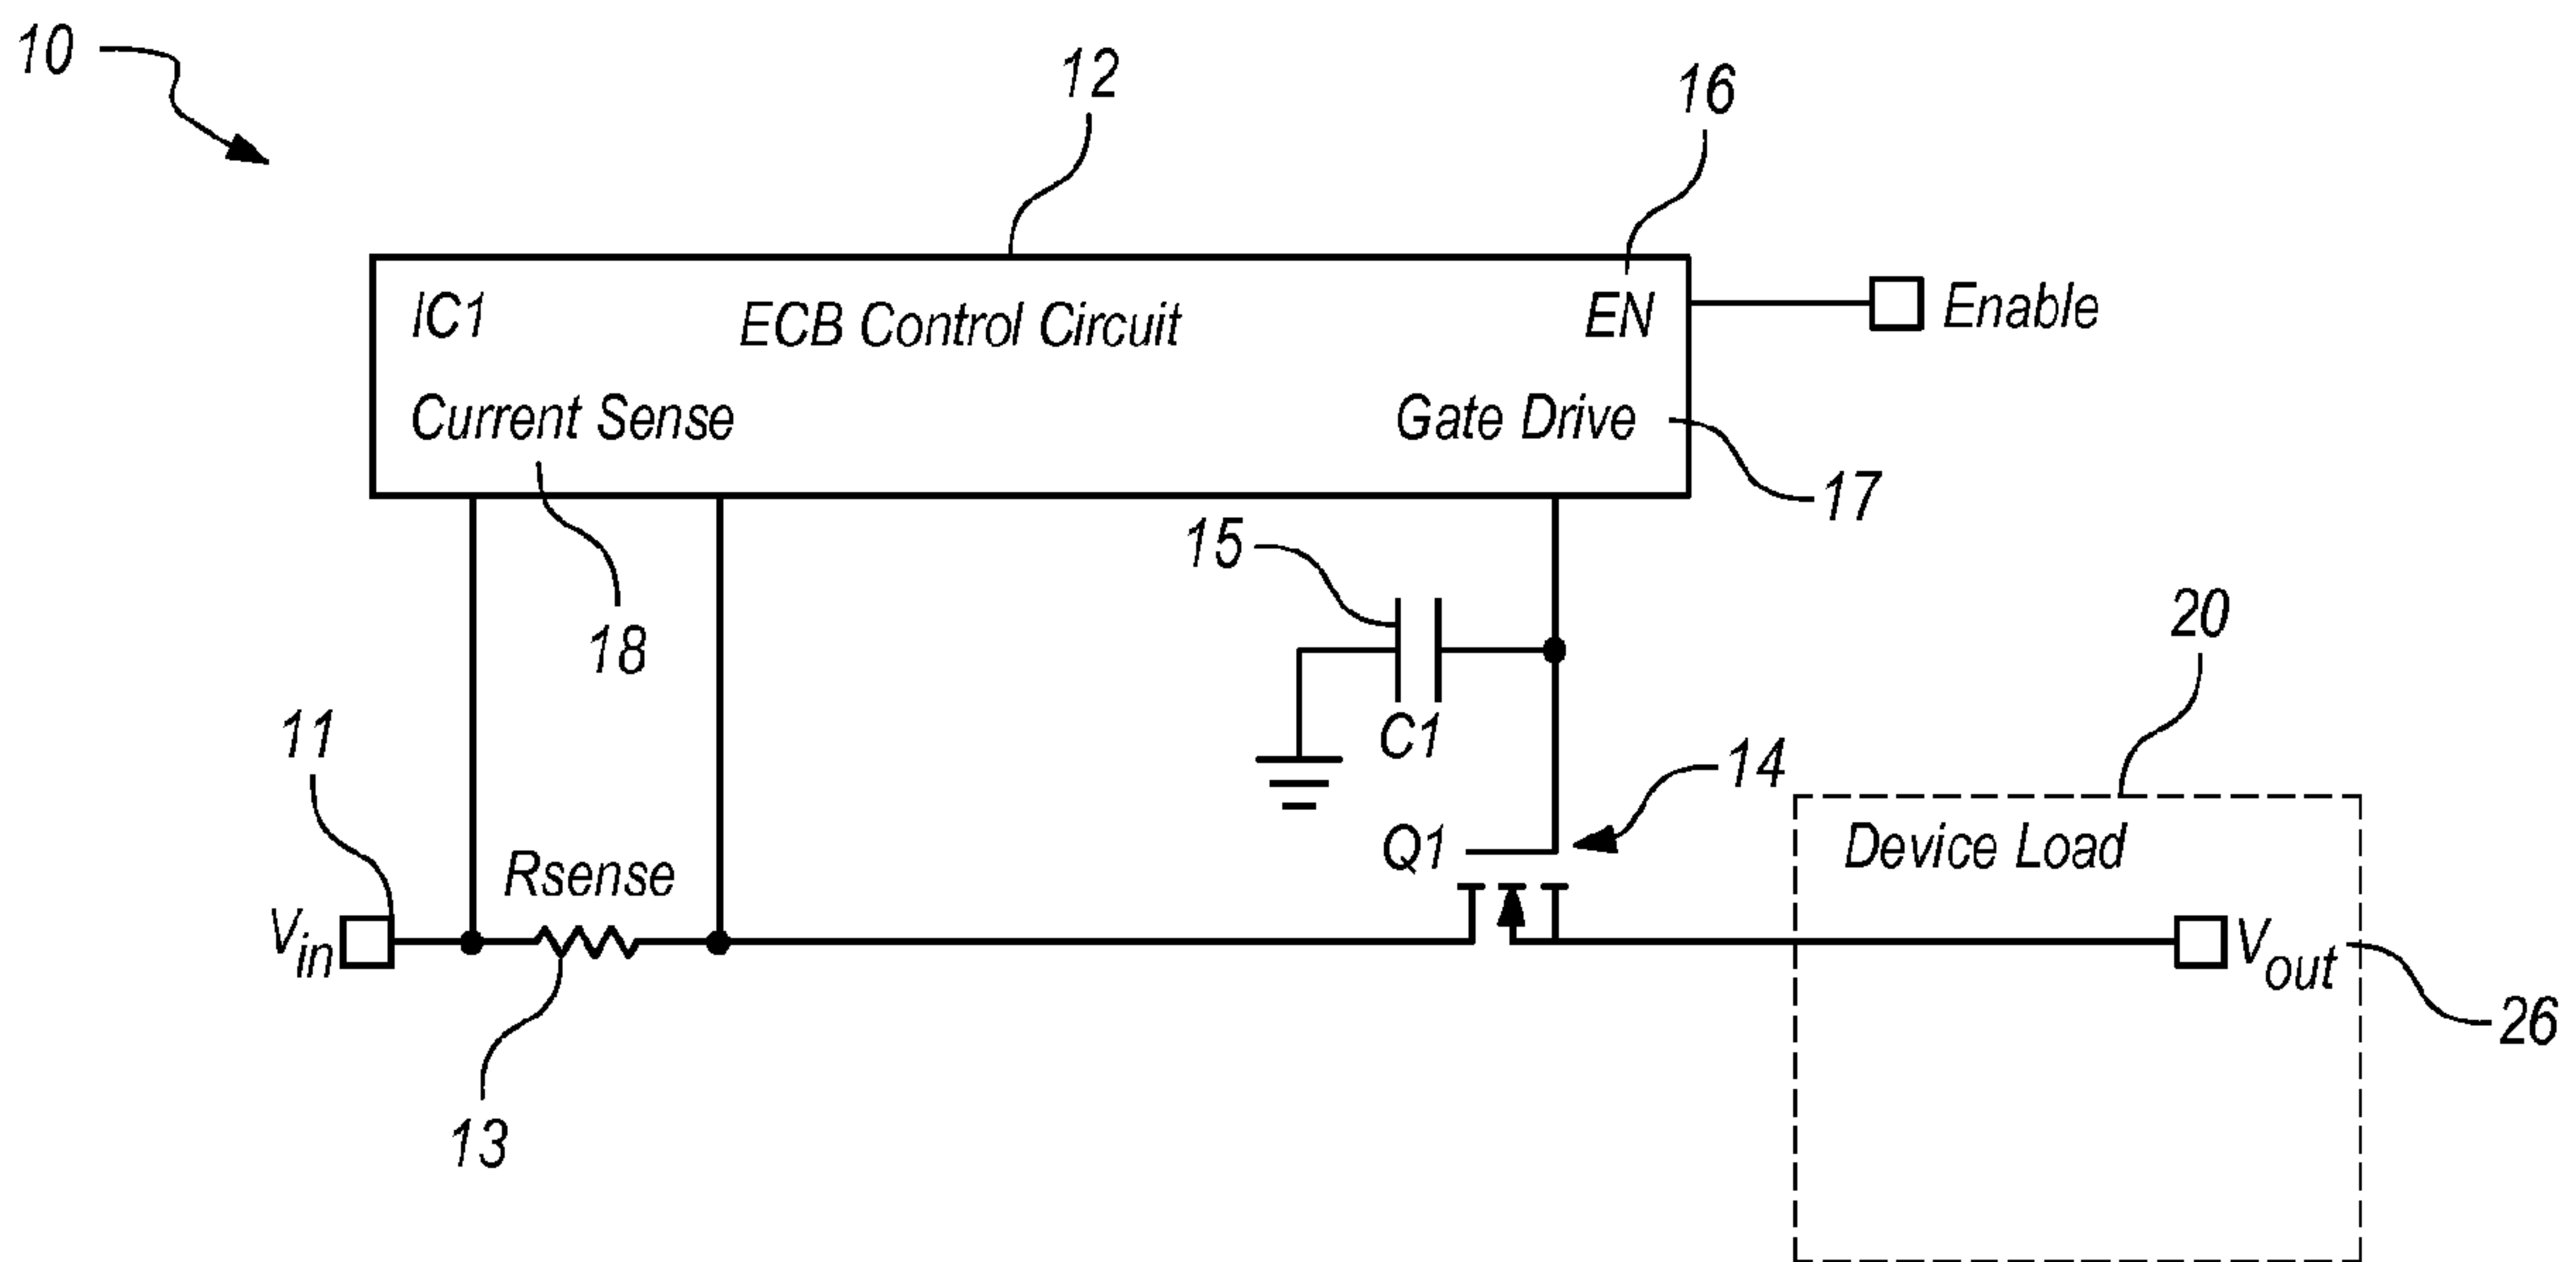 10
12
16
IC1
ECB Control Circuit
EN
Enable
Current Sense
Gate Drive
17
15
18
20
11
C1
14
Q1
Device Load
Rsense
Vin
Vout
26
13